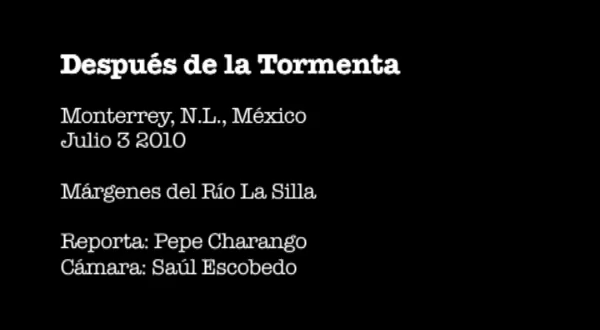 Después de la Tormenta
Monterrey, N.L., México
Julio 3 2010
Márgenes del Río La Silla
Reporta: Pepe Charango
Cámara: Saúl Escobedo